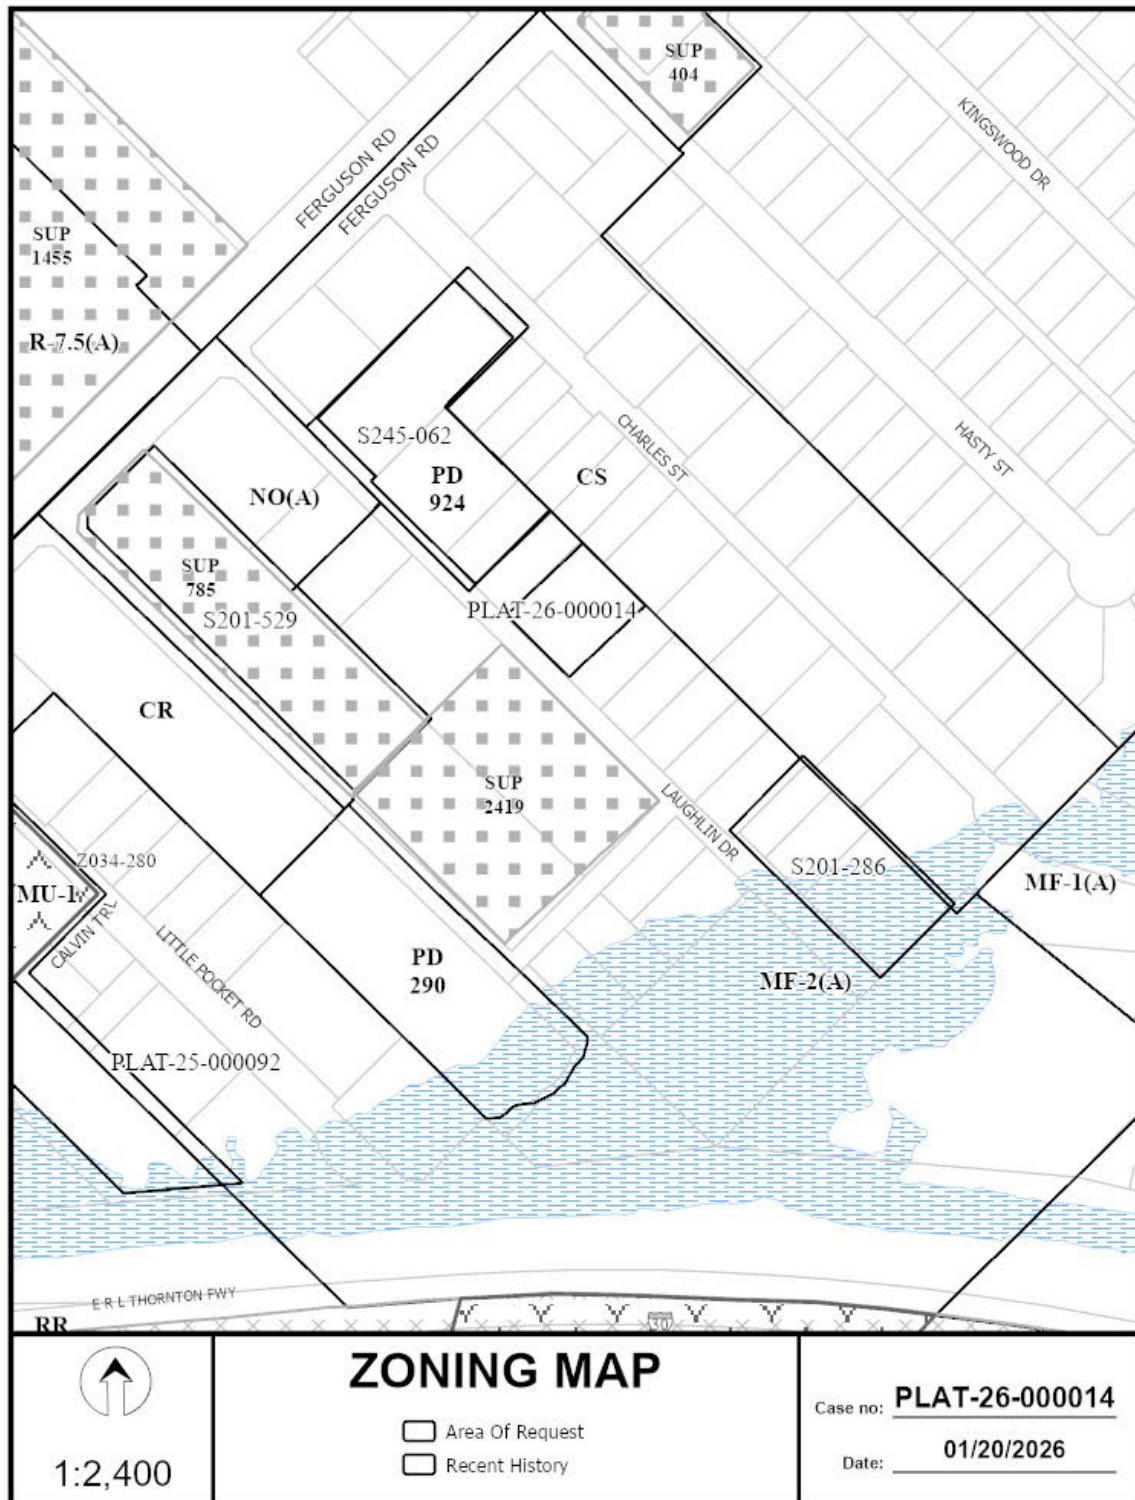 SUP
404
KINGSWOOD DR
FERGUSON RD
FERGUSON RD
SUP
1455
R-7.5(A)
S245-062
CHARLES ST
HASTY ST
PD
924
CS
NO(A)
SUP
785
S201-529
PLAT-26-000014
CR
SUP
2419
LAUGHLIN DR
Z034-280
S201-286
MU-1
MF-1(A)
CALVIN TRL
LITTLE POCKET RD
PD
290
MF-2(A)
PLAT-25-000092
E R L THORNTON FWY
RR
30
ZONING MAP
Area Of Request
Recent History
1:2,400
Case no: PLAT-26-000014
Date: 01/20/2026